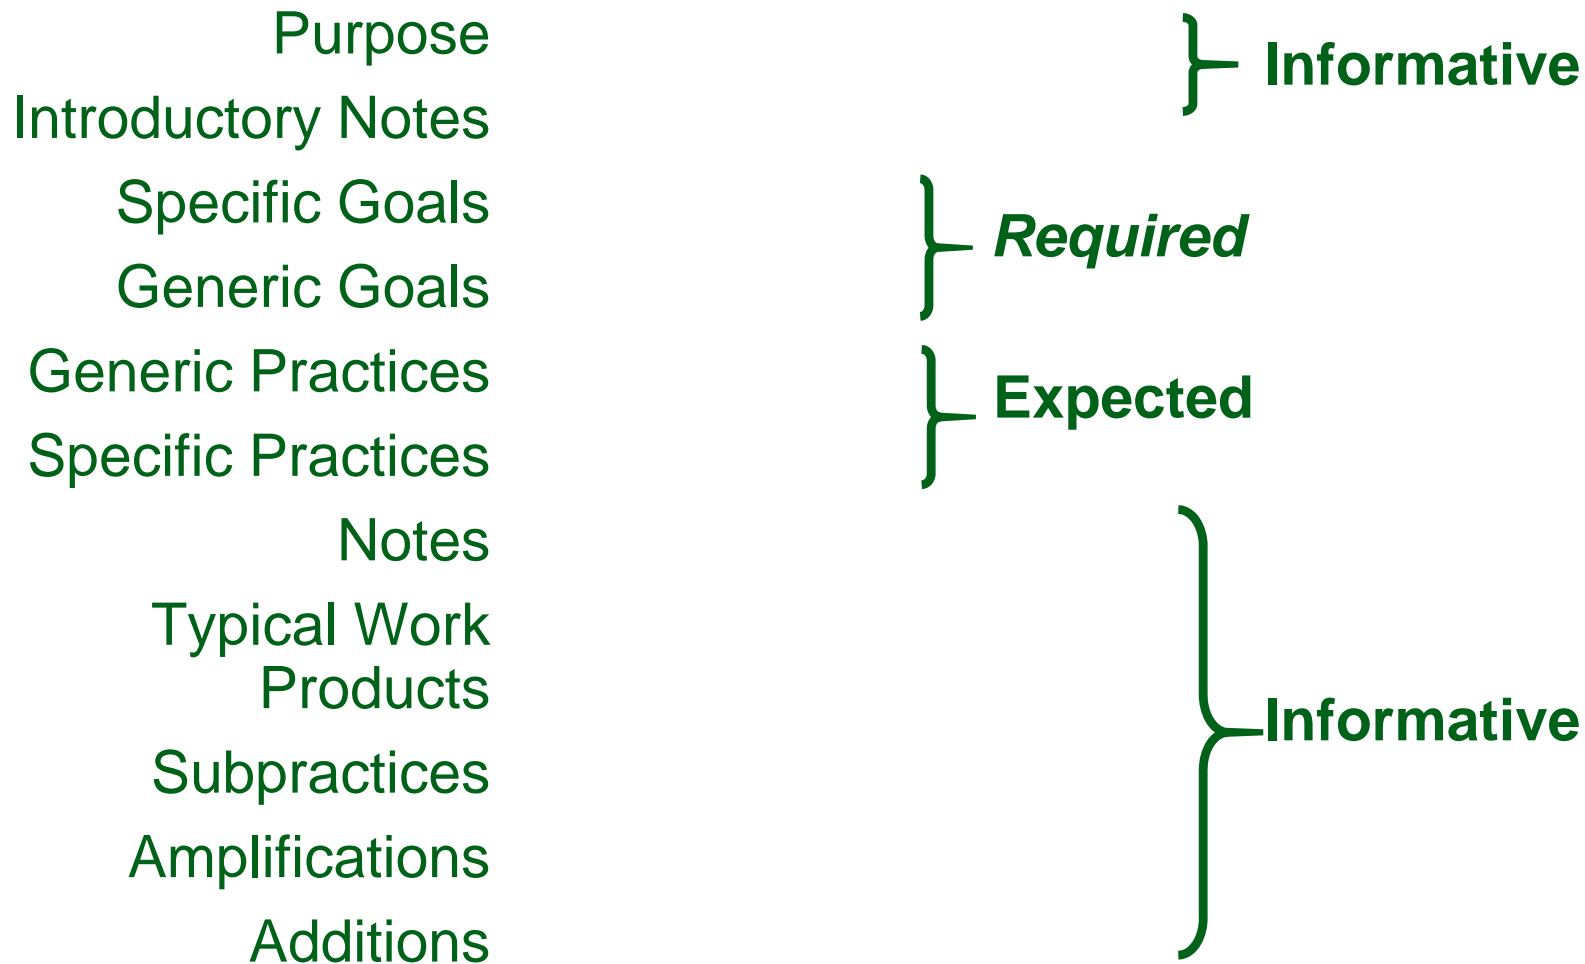 Purpose
Informative
Introductory Notes
Specific Goals
Required
Generic Goals
Generic Practices
Expected
Specific Practices
Notes
Typical Work
Products
Informative
Subpractices
Amplifications
Additions